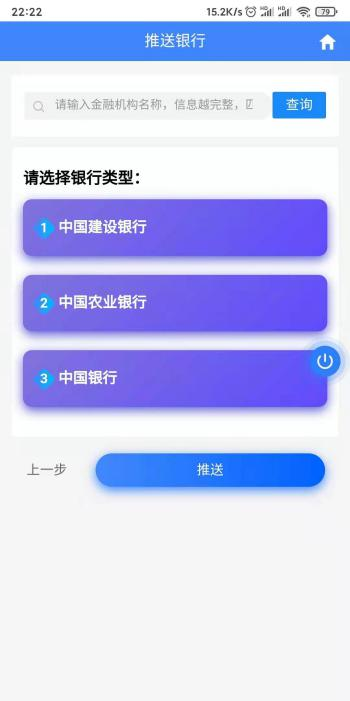 22:22
15.2K/s HD HD 79
推送银行
请输入金融机构名称，信息越完整，
查询
请选择银行类型：
1 中国建设银行
2 中国农业银行
3 中国银行
上一步
推送